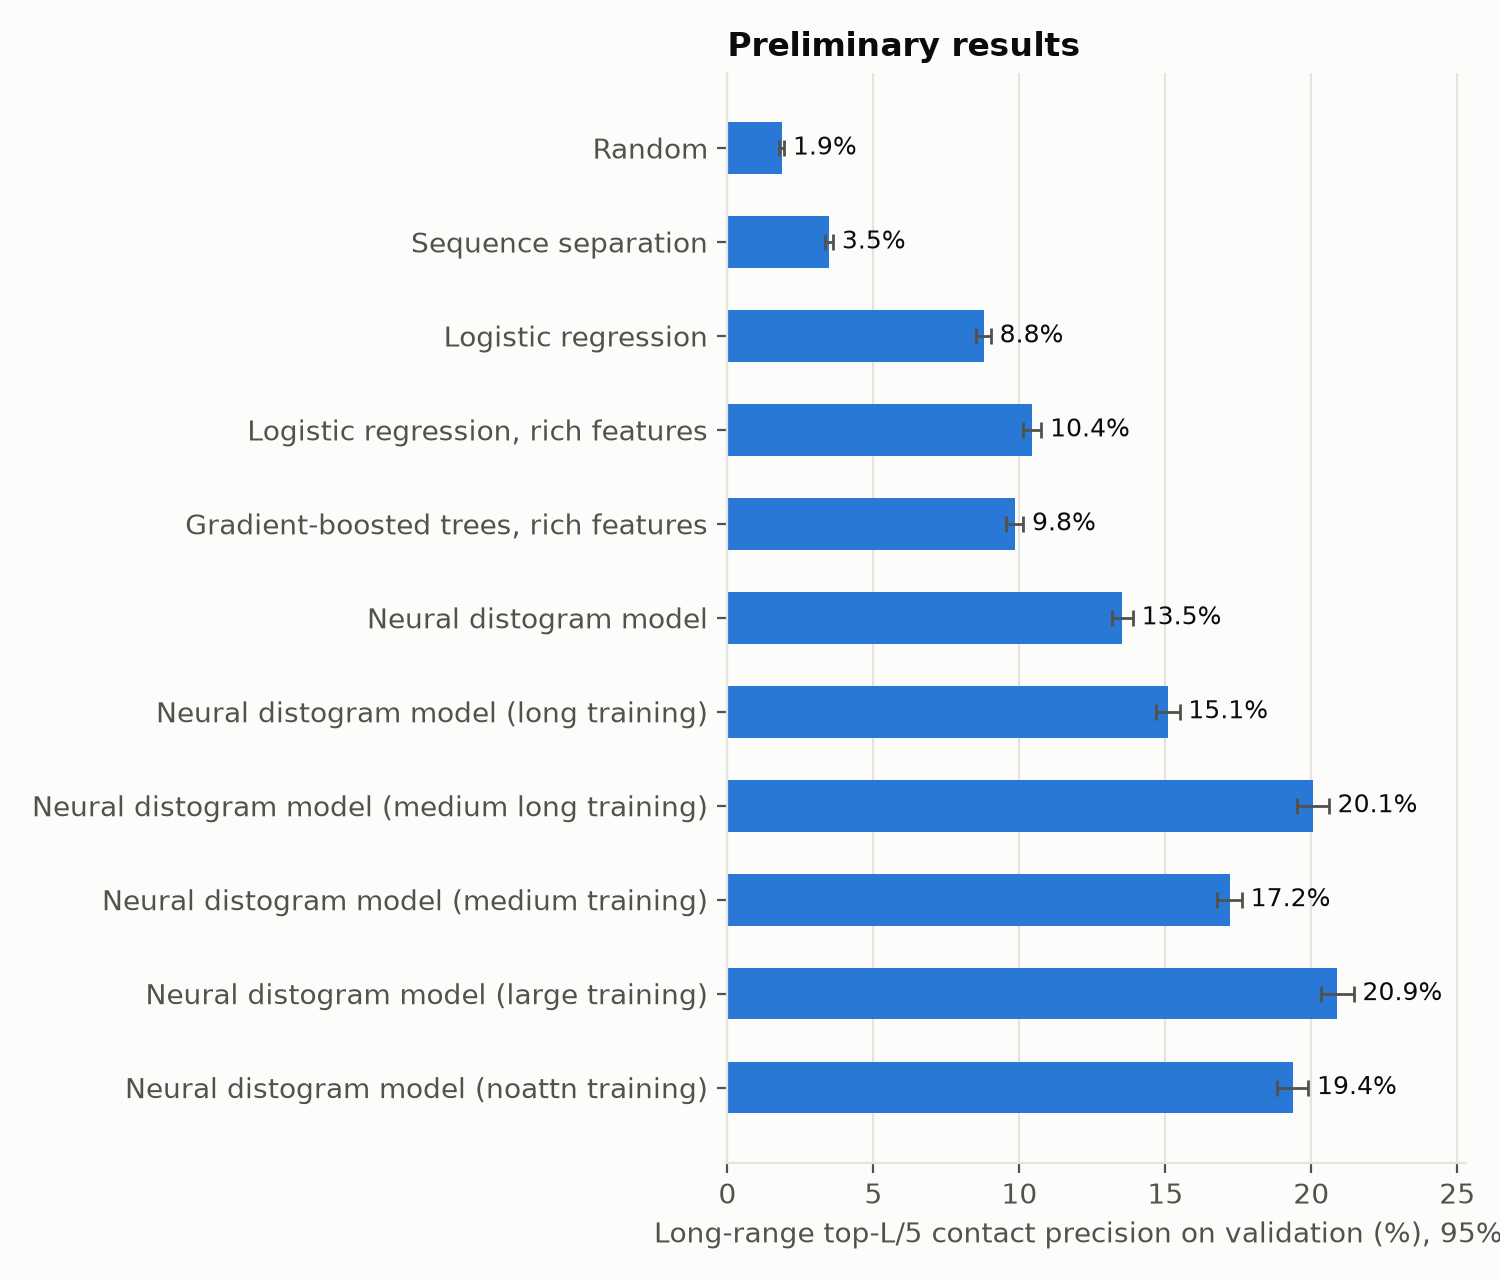 Preliminary results
Random
1.9%
Sequence separation
3.5%
Logistic regression
8.8%
Logistic regression, rich features
10.4%
Gradient-boosted trees, rich features
9.8%
Neural distogram model
13.5%
Neural distogram model (long training)
15.1%
Neural distogram model (medium long training)
20.1%
Neural distogram model (medium training)
17.2%
Neural distogram model (large training)
20.9%
Neural distogram model (noattn training)
19.4%
0 5 10 15 20 25
Long-range top-L/5 contact precision on validation (%), 95%